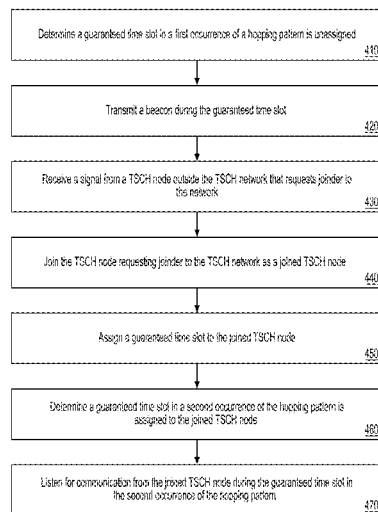 Determine a guaranteed time slot in a first occurrence of a hopping pattern is unassigned
410
Transmit a beacon during the guaranteed time slot
420
Receive a signal from a TSCH node outside the TSCH network that requests joinder to
the network
430
Join the TSCH node requesting joinder to the TSCH network as a joined TSCH node
440
Assign a guaranteed time slot to the joined TSCH node
450
Determine a guaranteed time slot in a second occurrence of the hopping pattern is
assigned to the joined TSCH node
460
Listen for communication from the joined TSCH node during the guaranteed time slot in
the second occurrence of the hopping pattern
470